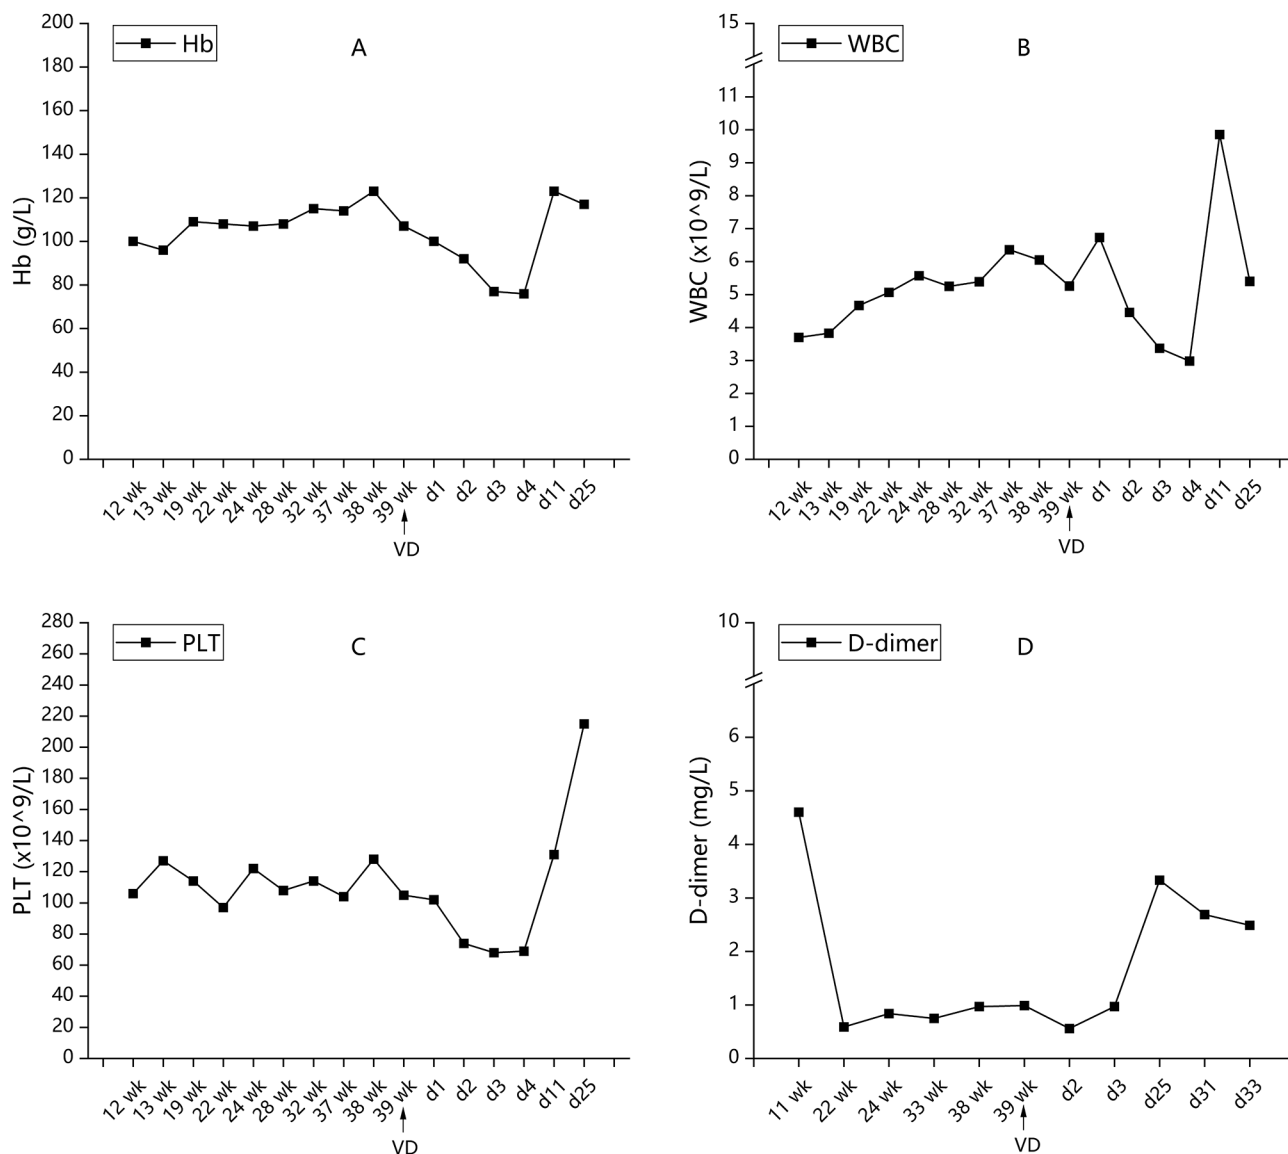 Hb
A
Hb (g/L)
200
180
160
140
120
100
80
60
40
20
0
12 wk
13 wk
19 wk
22 wk
24 wk
28 wk
32 wk
37 wk
38 wk
39 wk
d1
d2
d3
d4
d11
d25
VD
WBC
B
WBC (x10^9/L)
15
11
10
9
8
7
6
5
4
3
2
1
0
12 wk
13 wk
19 wk
22 wk
24 wk
28 wk
32 wk
37 wk
38 wk
39 wk
d1
d2
d3
d4
d11
d25
VD
PLT
C
PLT (x10^9/L)
280
260
240
220
200
180
160
140
120
100
80
60
40
20
0
12 wk
13 wk
19 wk
22 wk
24 wk
28 wk
32 wk
37 wk
38 wk
39 wk
d1
d2
d3
d4
d11
d25
VD
D-dimer
D
D-dimer (mg/L)
10
6
5
4
3
2
1
0
11 wk
22 wk
24 wk
33 wk
38 wk
39 wk
d2
d3
d25
d31
d33
VD